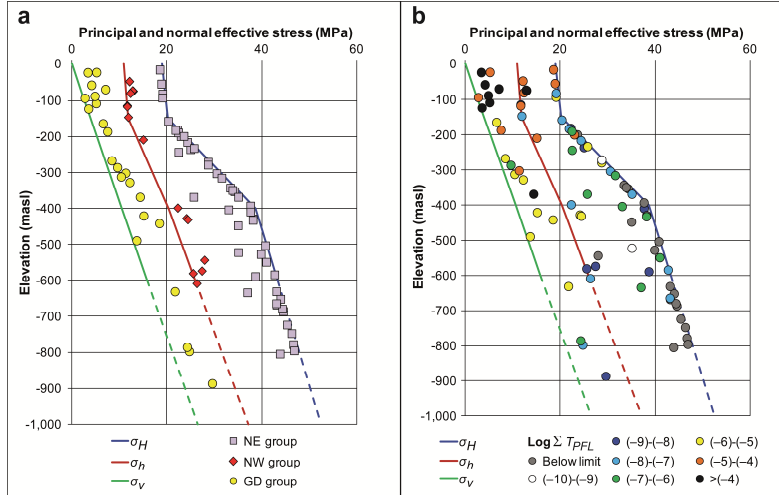 a
Principal and normal effective stress (MPa)
0 20 40 60
Elevation (masl)
0
-100
-200
-300
-400
-500
-600
-700
-800
-900
-1,000
σH
σh
σv
NE group
NW group
GD group
b
Principal and normal effective stress (MPa)
0 20 40 60
Elevation (masl)
0
-100
-200
-300
-400
-500
-600
-700
-800
-900
-1,000
σH
σh
σv
Log Σ TPFL
Below limit
(-10)-(-9)
(-9)-(-8)
(-8)-(-7)
(-7)-(-6)
(-6)-(-5)
(-5)-(-4)
>(-4)